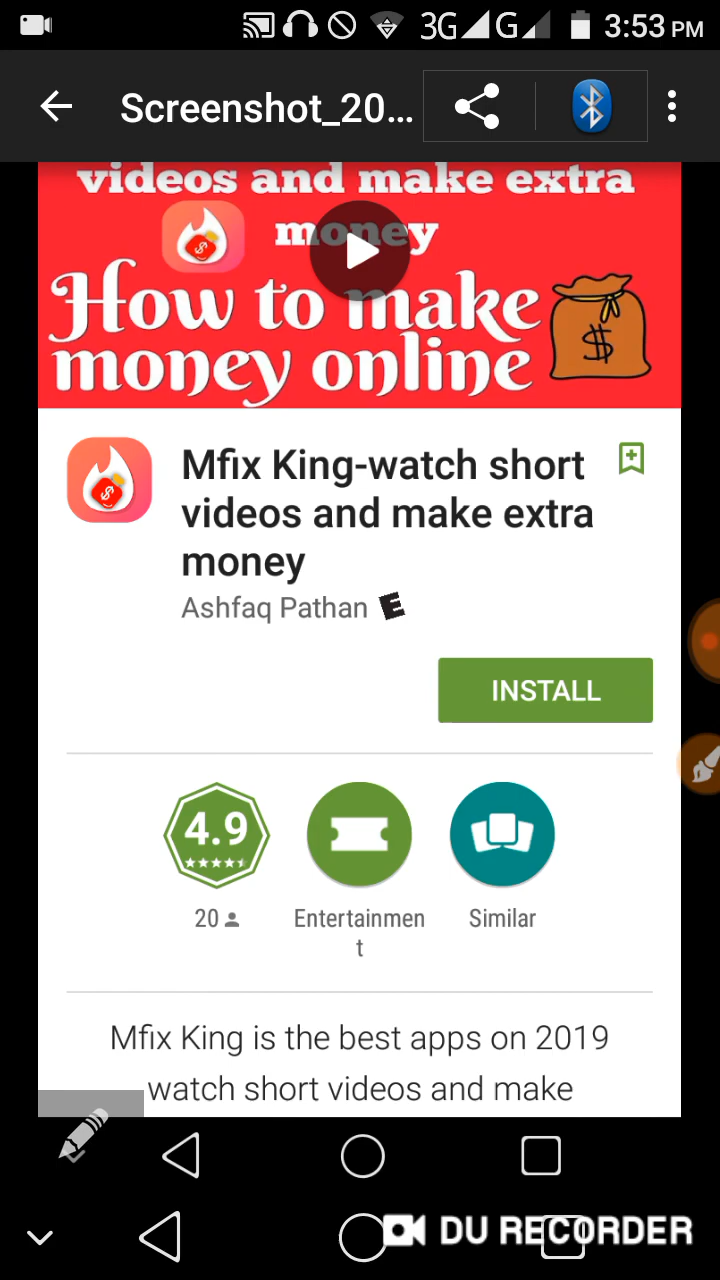 3G G 3:53 PM
Screenshot_20...
videos and make extra
money
How to make
money online
$
Mfix King-watch short
videos and make extra
money
Ashfaq Pathan E
INSTALL
4.9
20
Entertainmen
t
Similar
Mfix King is the best apps on 2019
watch short videos and make
DU RECORDER